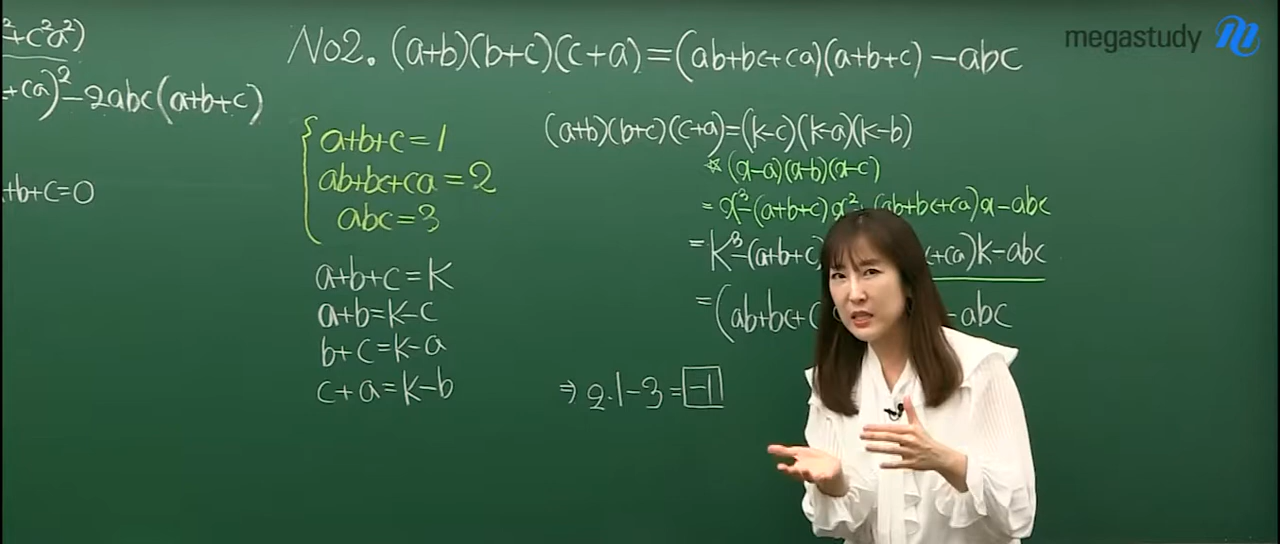 ²+c²a²)
+ca)²-2abc(a+b+c)
+b+c=0
No2. (a+b)(b+c)(c+a)=(ab+bc+ca)(a+b+c)-abc
megastudy
a+b+c=1
ab+bc+ca=2
abc=3
a+b+c=k
a+b=k-c
b+c=k-a
c+a=k-b
(a+b)(b+c)(c+a)=(k-c)(k-a)(k-b)
*(x-a)(x-b)(x-c)
=x³-(a+b+c)x²+(ab+bc+ca)x-abc
=k³-(a+b+c) +ca)k-abc
=(ab+bc+c -abc
⇒2·1-3=-1